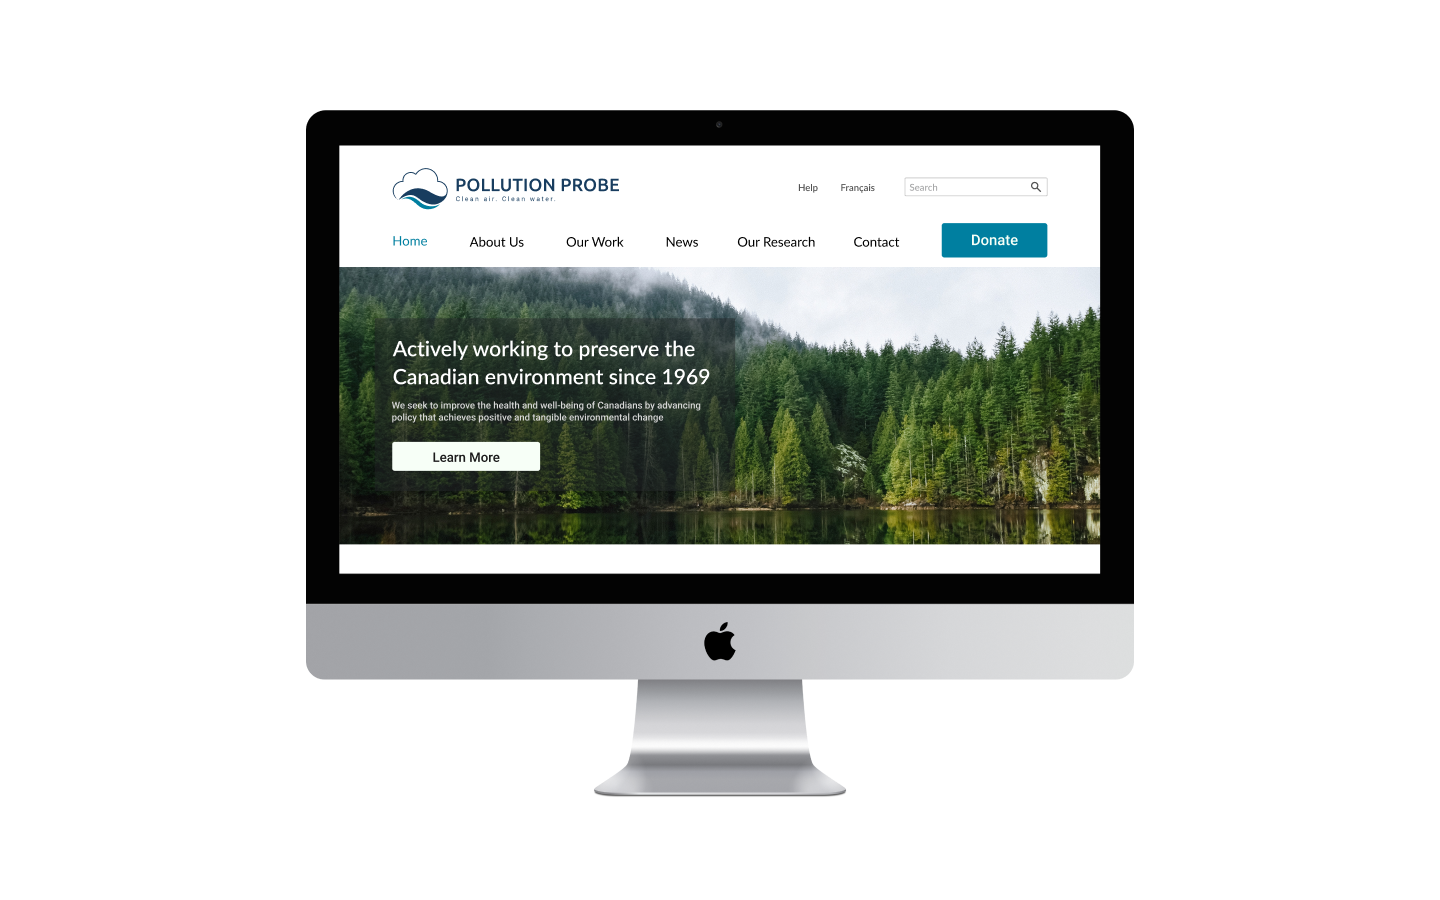 POLLUTION PROBE
Clean air. Clean water.
Help
Français
Search
Home
About Us
Our Work
News
Our Research
Contact
Donate
Actively working to preserve the
Canadian environment since 1969
We seek to improve the health and well-being of Canadians by advancing
policy that achieves positive and tangible environmental change
Learn More